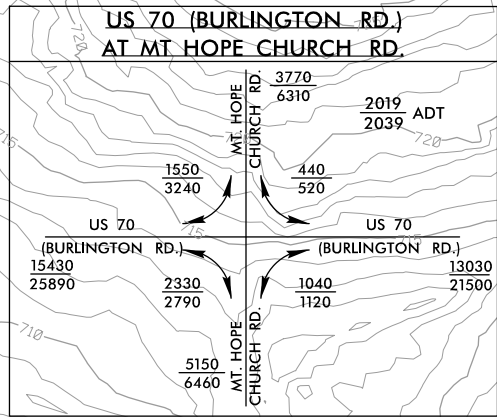 US 70 (BURLINGTON RD.)
AT MT HOPE CHURCH RD.
720
MT HOPE
CHURCH RD.
3770
6310
2019
2039
ADT
720
715
1550
3240
440
520
US 70
(BURLINGTON RD.)
715
US 70
(BURLINGTON RD.)
715
15430
25890
2330
2790
1040
1120
13030
21500
710
5150
6460
MT. HOPE
CHURCH RD.